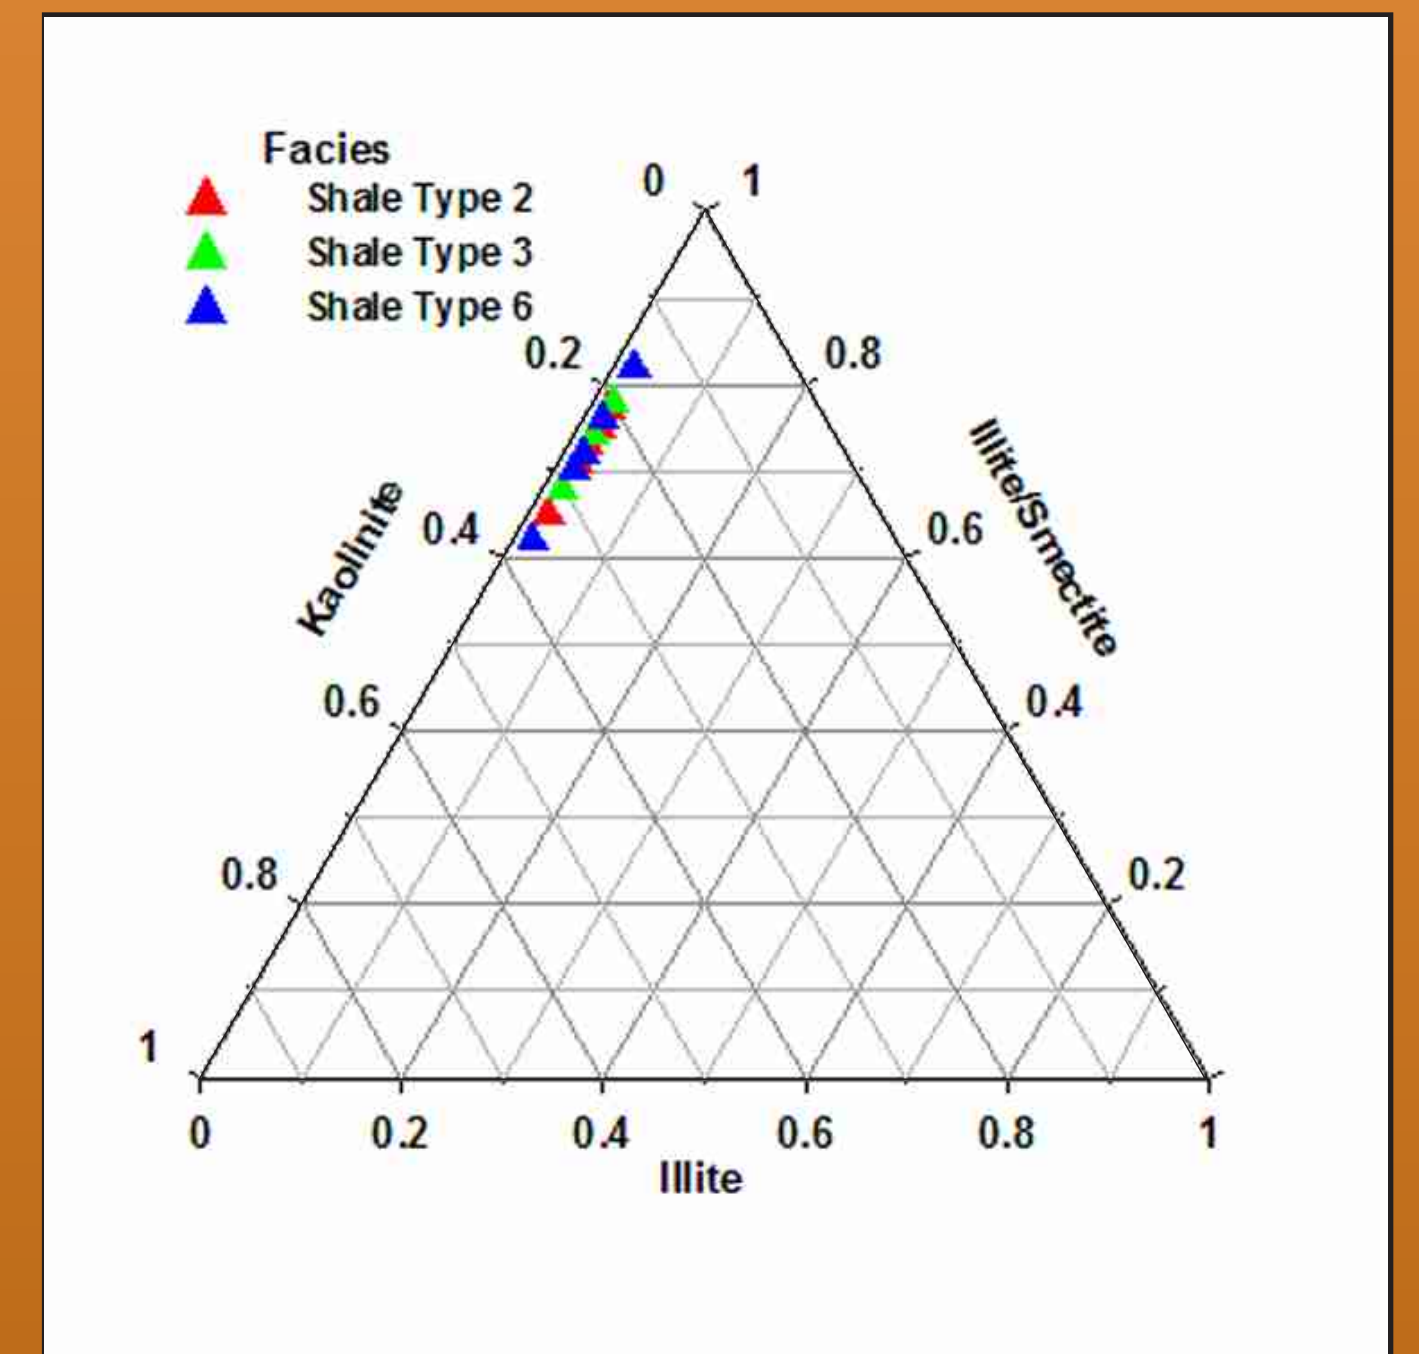 Facies
Shale Type 2
Shale Type 3
Shale Type 6
0 1
0.2 0.8
0.4 0.6
0.6 0.4
0.8 0.2
1
Kaolinite
Illite/Smectite
0 0.2 0.4 0.6 0.8 1
Illite